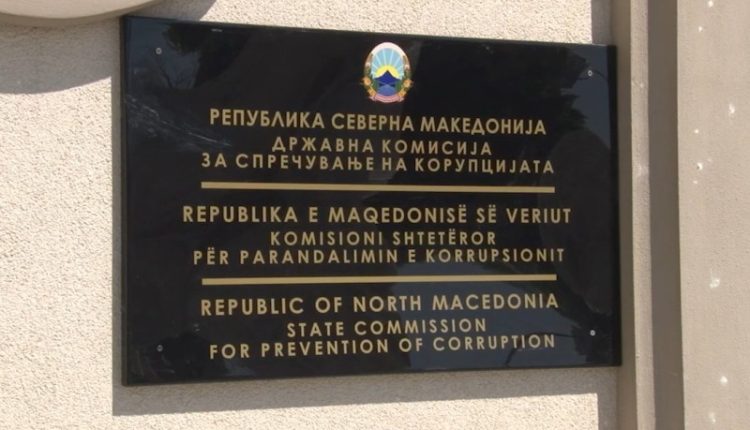 РЕПУБЛИКА СЕВЕРНА МАКЕДОНИЈА
ДРЖАВНА КОМИСИЈА
ЗА СПРЕЧУВАЊЕ НА КОРУПЦИЈАТА
REPUBLIKA E MAQEDONISË SË VERIUT
KOMISIONI SHTETËROR
PËR PARANDALIMIN E KORRUPSIONIT
REPUBLIC OF NORTH MACEDONIA
STATE COMMISSION
FOR PREVENTION OF CORRUPTION